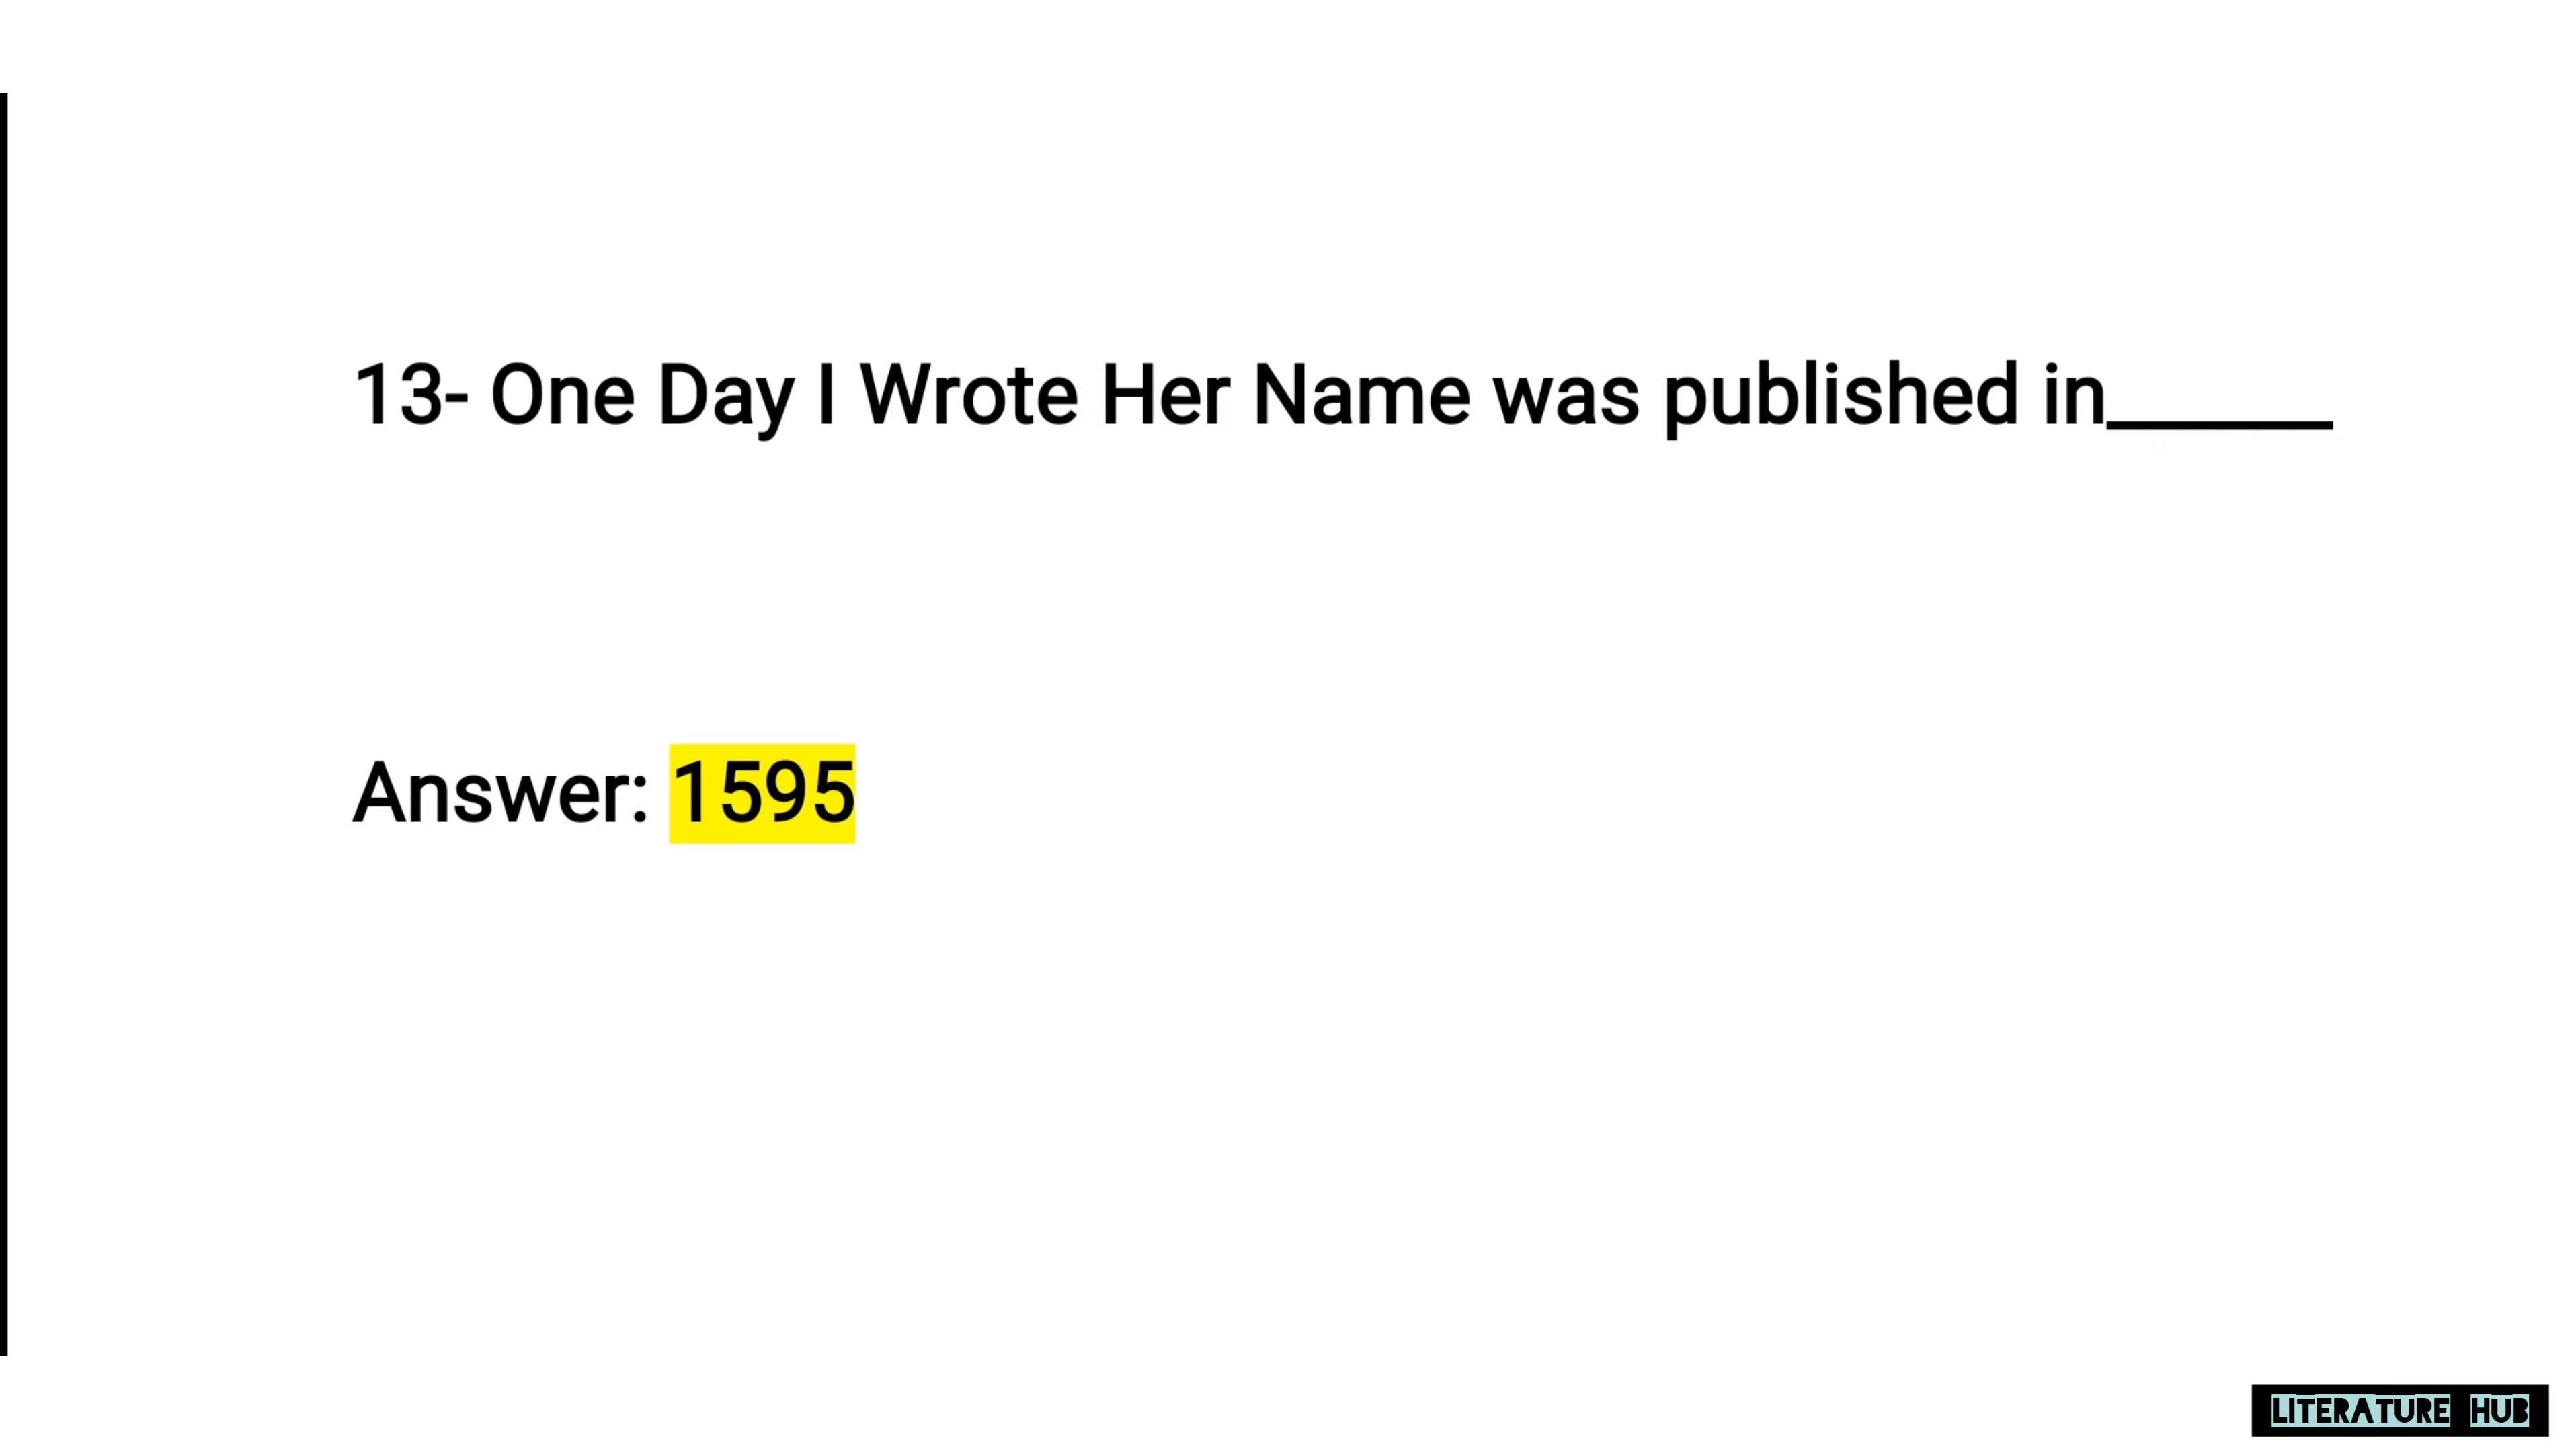 13- One Day I Wrote Her Name was published in______
Answer: 1595
LITERATURE HUB